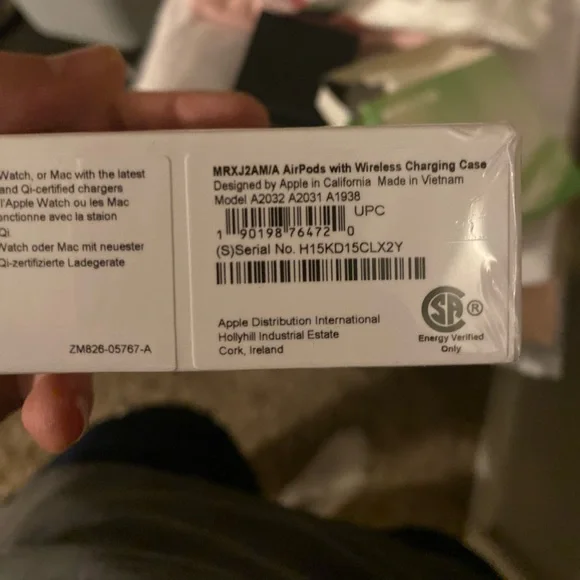 Watch, or Mac with the latest
and Qi-certified chargers
l'Apple Watch ou les Mac
onctionne avec la staion
Qi.
Watch oder Mac mit neuester
Qi-zertifizierte Ladegerate
ZM826-05767-A
MRXJ2AM/A AirPods with Wireless Charging Case
Designed by Apple in California Made in Vietnam
Model A2032 A2031 A1938
UPC
1 90198 76472 0
(S)Serial No. H15KD15CLX2Y
Apple Distribution International
Hollyhill Industrial Estate
Cork, Ireland
SA ®
Energy Verified
Only